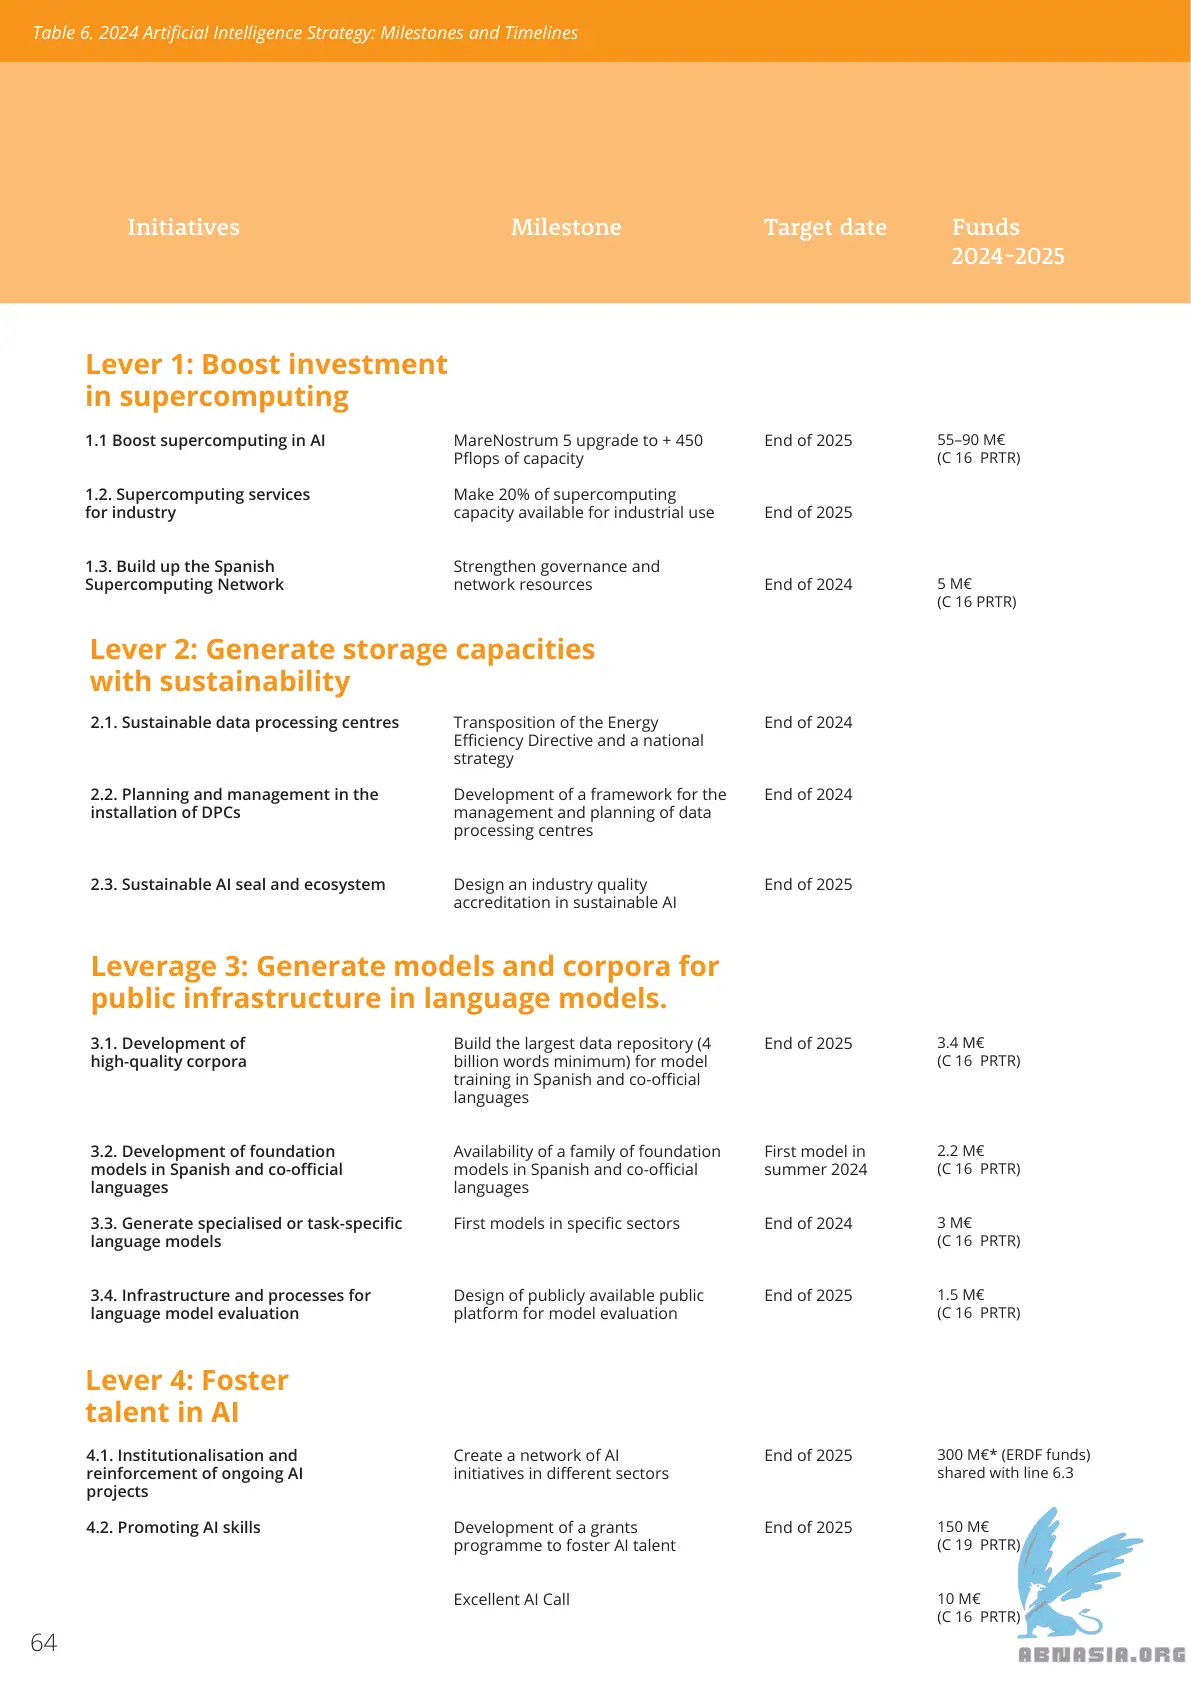 Table 6. 2024 Artificial Intelligence Strategy: Milestones and Timelines
Initiatives
Milestone
Target date
Funds
2024-2025
Lever 1: Boost investment
in supercomputing
1.1 Boost supercomputing in AI
MareNostrum 5 upgrade to + 450
Pflops of capacity
End of 2025
55–90 M€
(C 16 PRTR)
1.2. Supercomputing services
for industry
Make 20% of supercomputing
capacity available for industrial use
End of 2025
1.3. Build up the Spanish
Supercomputing Network
Strengthen governance and
network resources
End of 2024
5 M€
(C 16 PRTR)
Lever 2: Generate storage capacities
with sustainability
2.1. Sustainable data processing centres
Transposition of the Energy
Efficiency Directive and a national
strategy
End of 2024
2.2. Planning and management in the
installation of DPCs
Development of a framework for the
management and planning of data
processing centres
End of 2024
2.3. Sustainable AI seal and ecosystem
Design an industry quality
accreditation in sustainable AI
End of 2025
Leverage 3: Generate models and corpora for
public infrastructure in language models.
3.1. Development of
high-quality corpora
Build the largest data repository (4
billion words minimum) for model
training in Spanish and co-official
languages
End of 2025
3.4 M€
(C 16 PRTR)
3.2. Development of foundation
models in Spanish and co-official
languages
Availability of a family of foundation
models in Spanish and co-official
languages
First model in
summer 2024
2.2 M€
(C 16 PRTR)
3.3. Generate specialised or task-specific
language models
First models in specific sectors
End of 2024
3 M€
(C 16 PRTR)
3.4. Infrastructure and processes for
language model evaluation
Design of publicly available public
platform for model evaluation
End of 2025
1.5 M€
(C 16 PRTR)
Lever 4: Foster
talent in AI
4.1. Institutionalisation and
reinforcement of ongoing AI
projects
Create a network of AI
initiatives in different sectors
End of 2025
300 M€* (ERDF funds)
shared with line 6.3
4.2. Promoting AI skills
Development of a grants
programme to foster AI talent
End of 2025
150 M€
(C 19 PRTR)
Excellent AI Call
10 M€
(C 16 PRTR)
64
ABNASIA.ORG